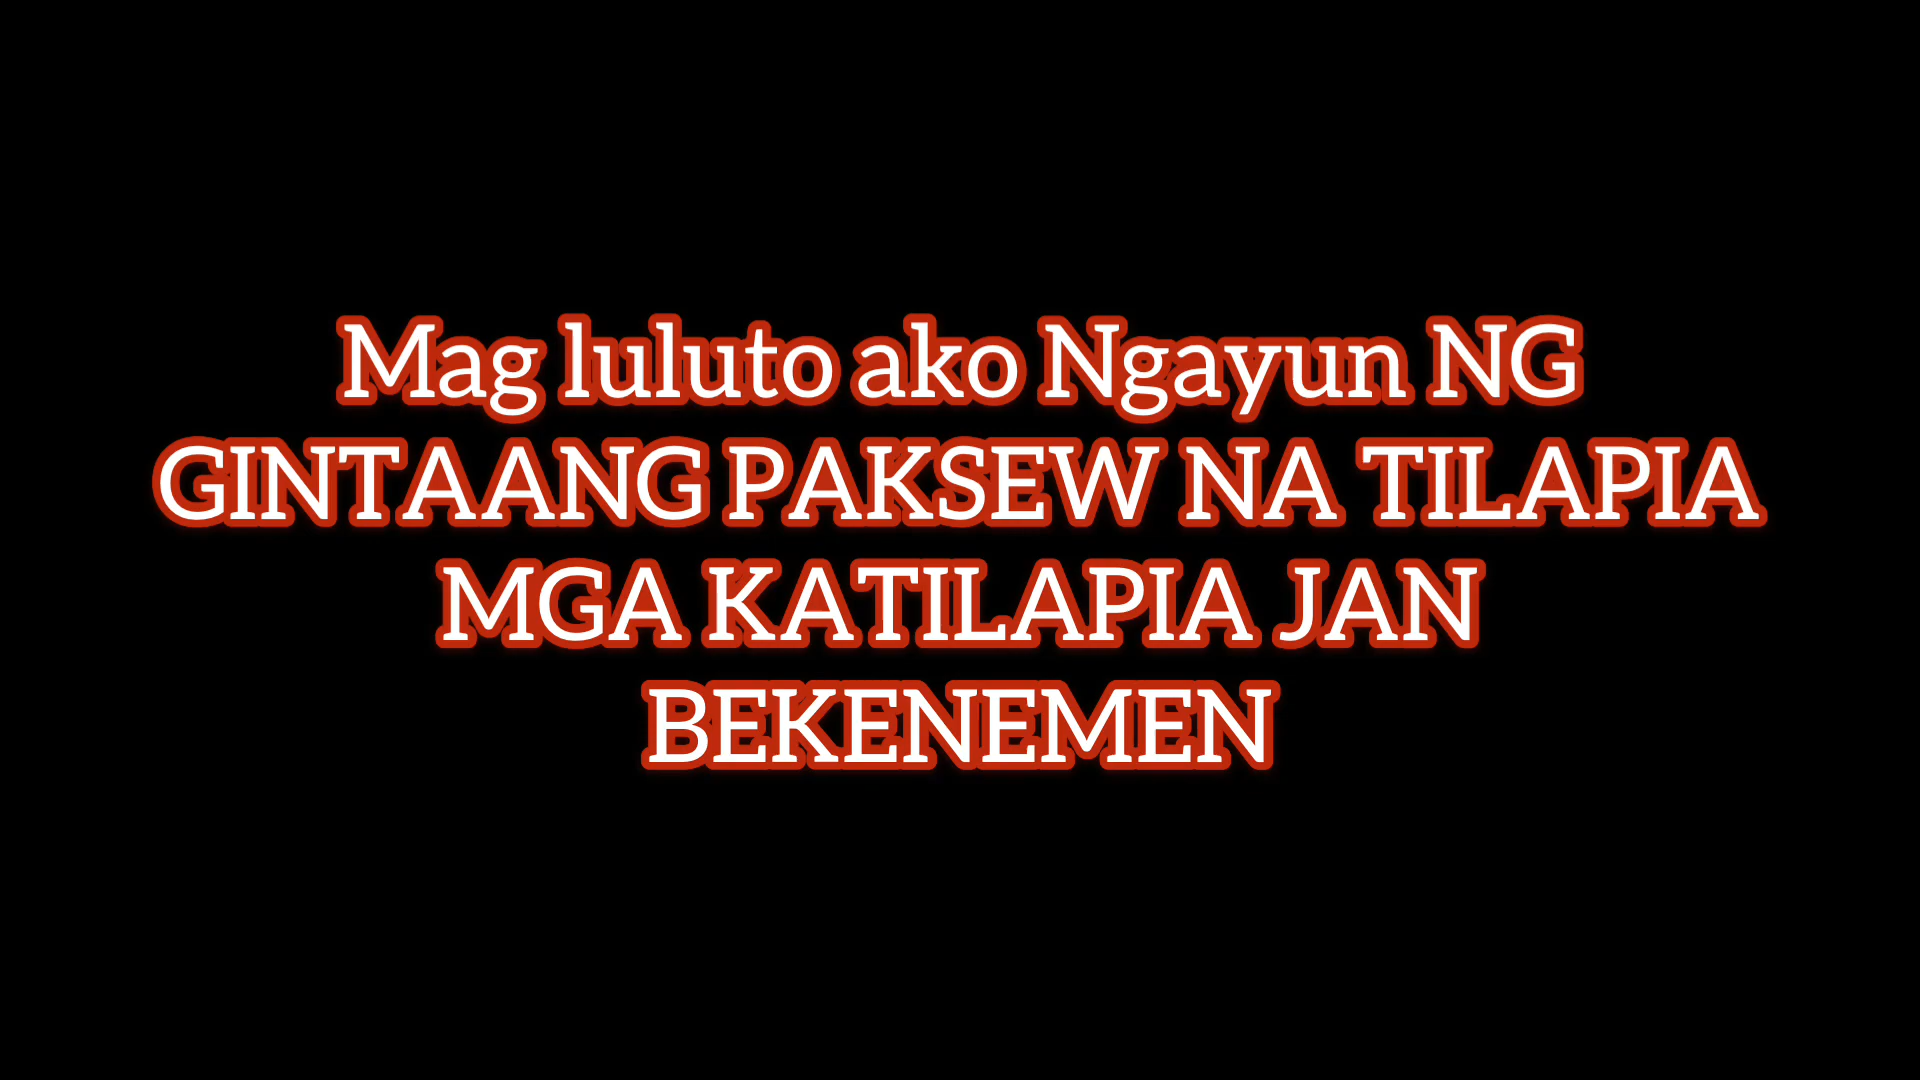 Mag luluto ako Ngayun NG
GINTAANG PAKSEW NA TILAPIA
MGA KATILAPIA JAN
BEKENEMEN